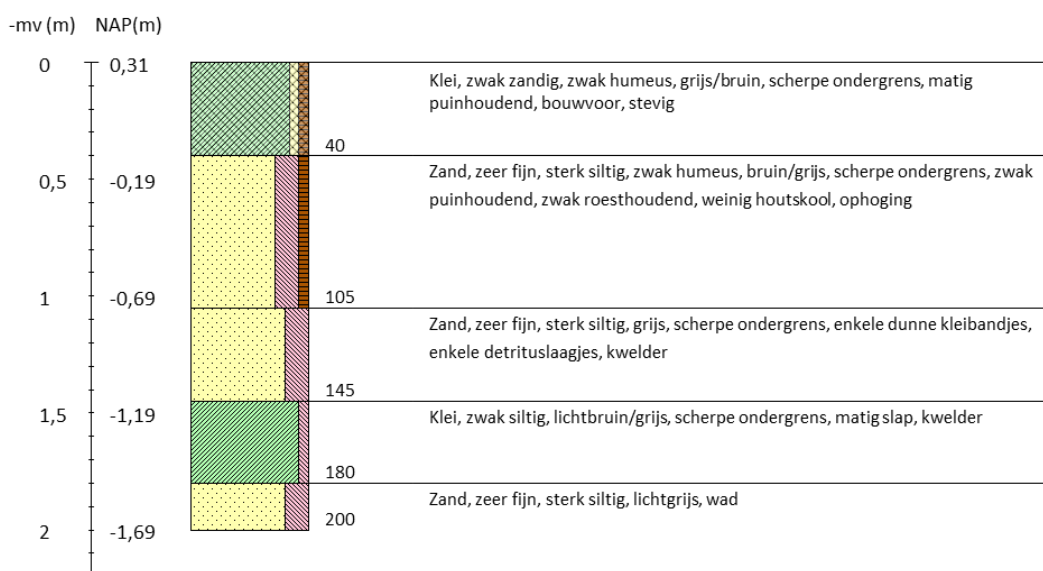 -mv (m) NAP(m)
0 0,31
Klei, zwak zandig, zwak humeus, grijs/bruin, scherpe ondergrens, matig
puinhoudend, bouwvoor, stevig
40
0,5 -0,19
Zand, zeer fijn, sterk siltig, zwak humeus, bruin/grijs, scherpe ondergrens, zwak
puinhoudend, zwak roesthoudend, weinig houtskool, ophoging
1 -0,69
105
Zand, zeer fijn, sterk siltig, grijs, scherpe ondergrens, enkele dunne kleibandjes,
enkele detrituslaagjes, kwelder
145
1,5 -1,19
Klei, zwak siltig, lichtbruin/grijs, scherpe ondergrens, matig slap, kwelder
180
Zand, zeer fijn, sterk siltig, lichtgrijs, wad
200
2 -1,69